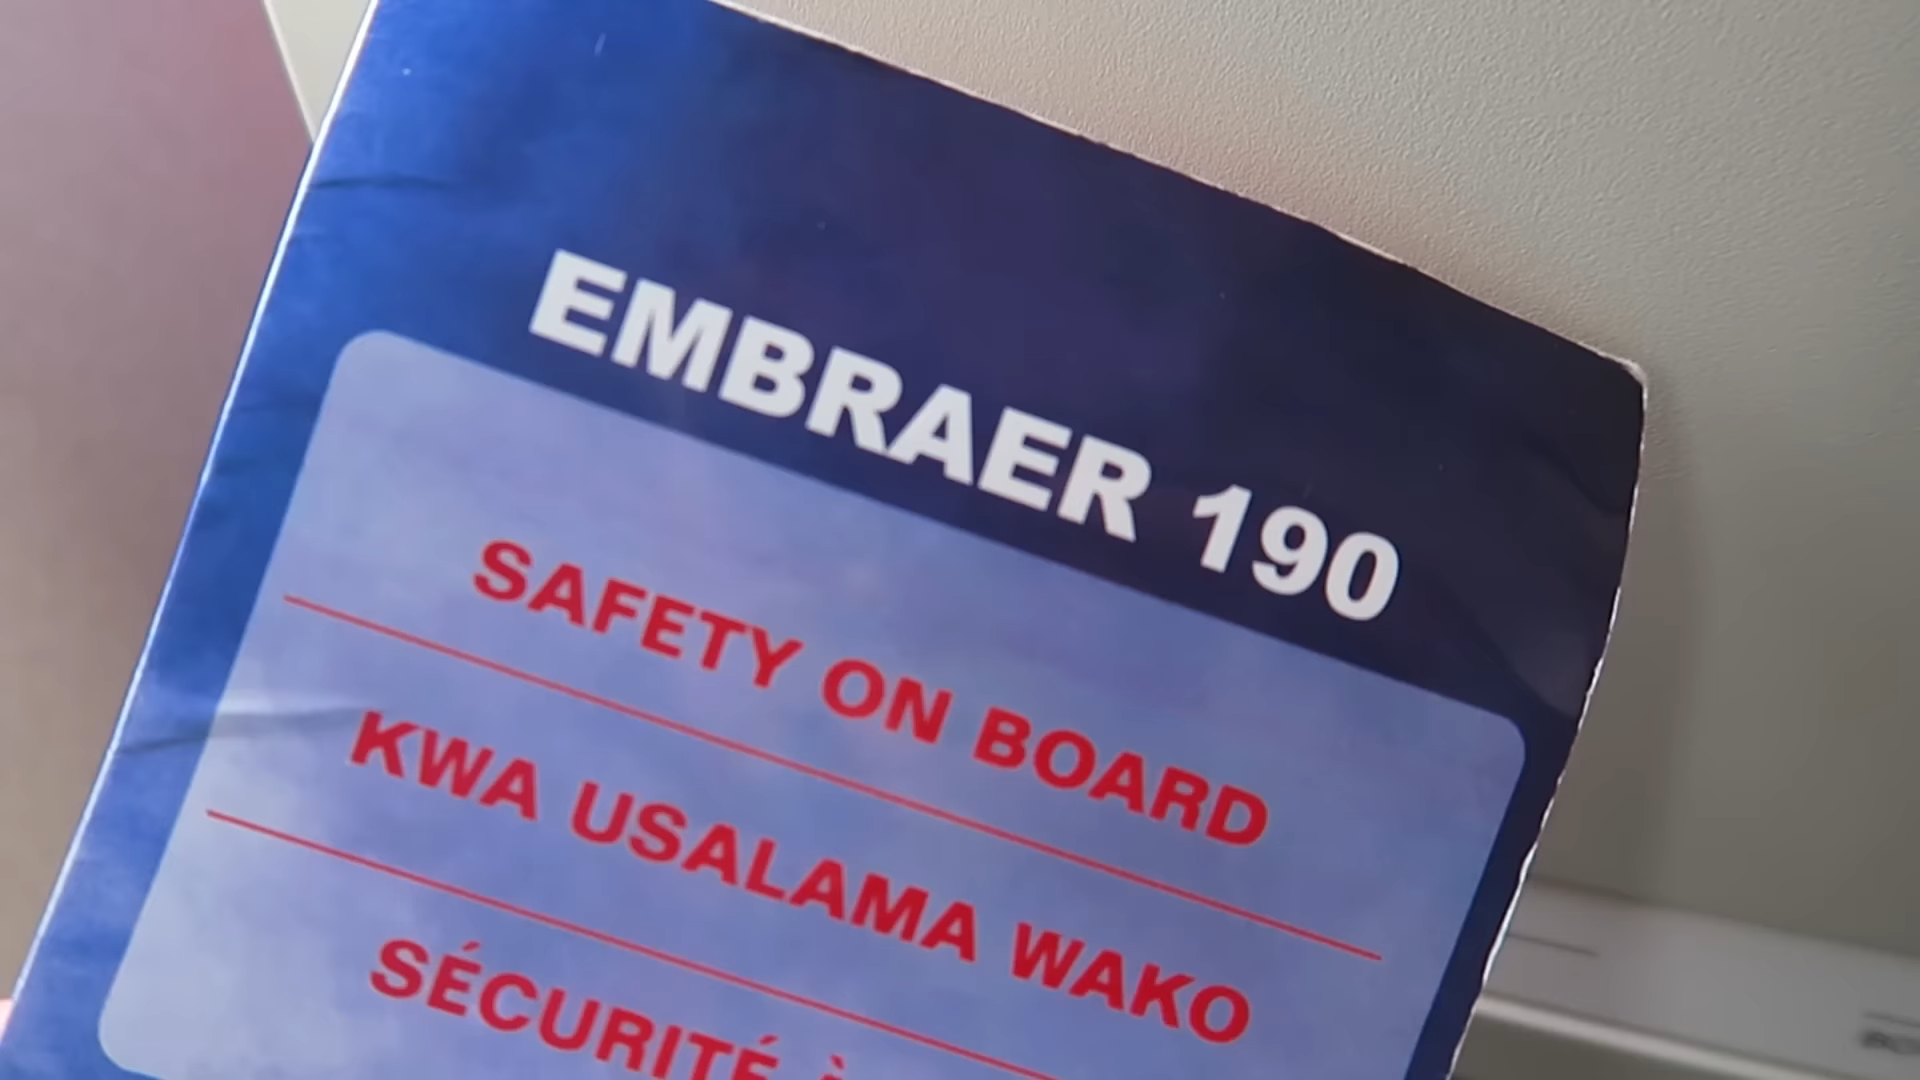 EMBRAER 190
SAFETY ON BOARD
KWA USALAMA WAKO
SÉCURITÉ À